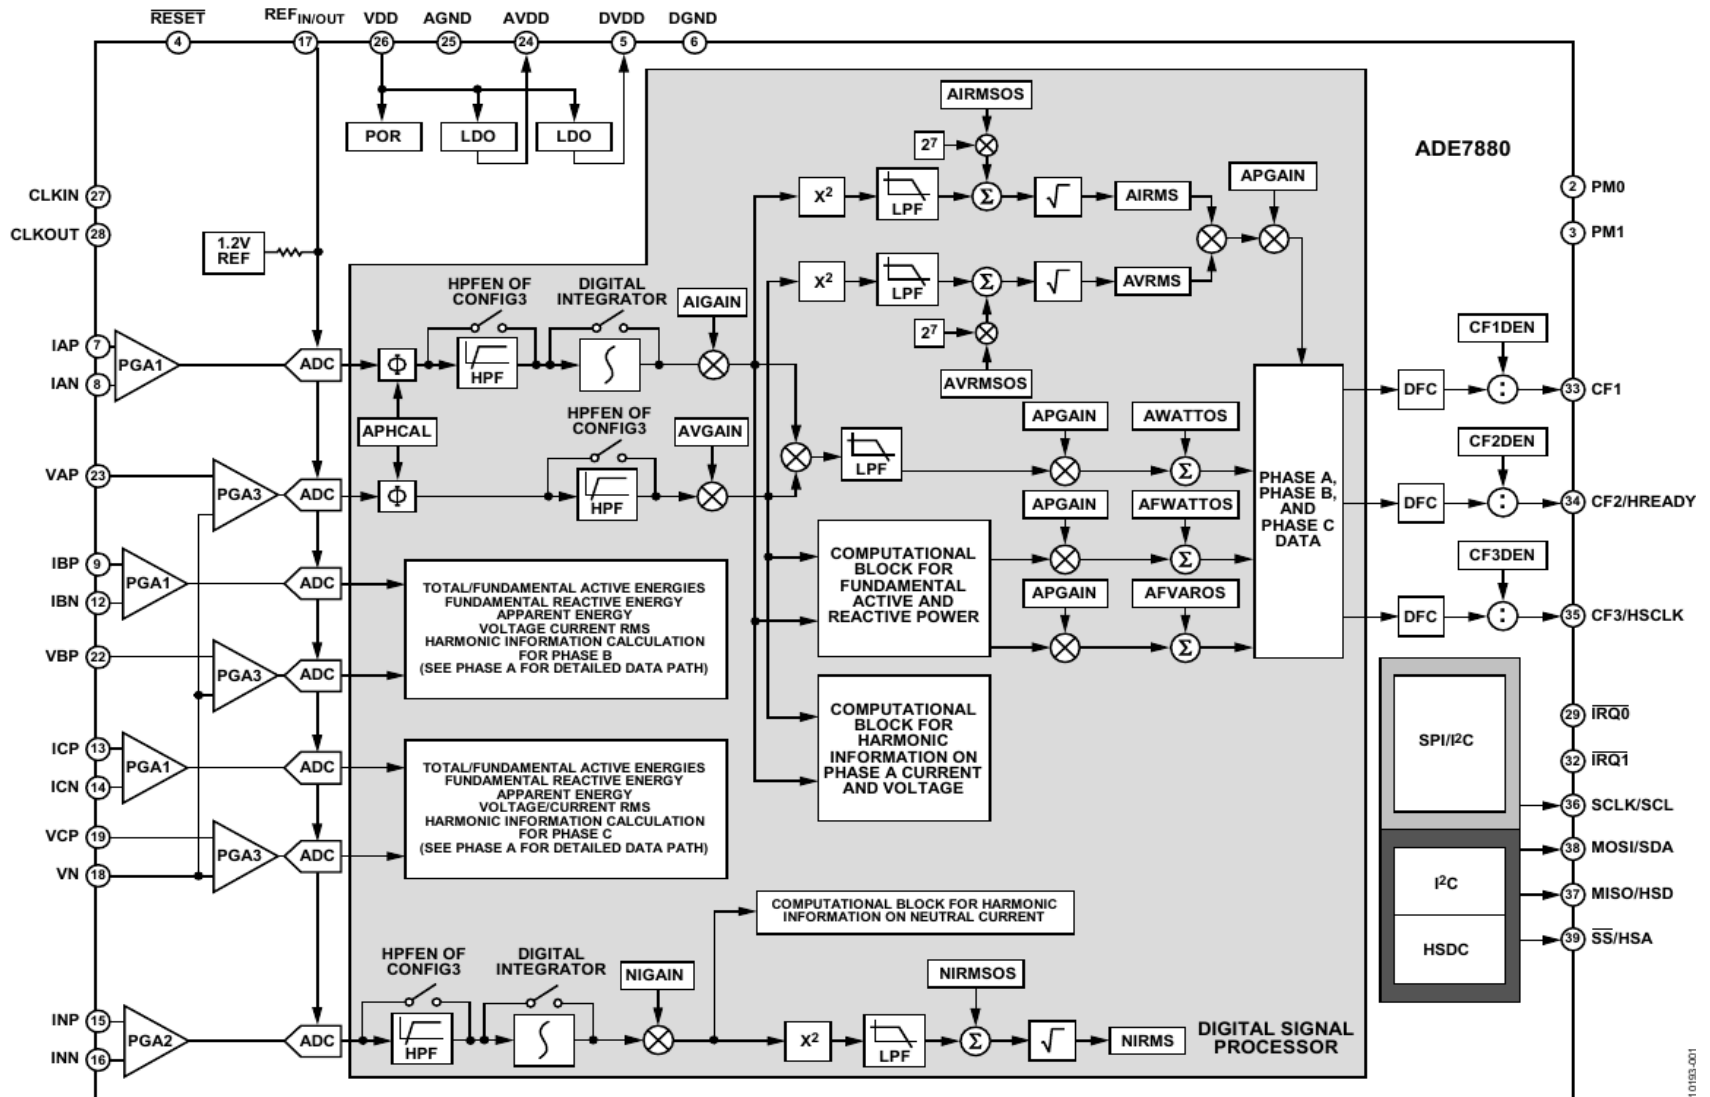 RESET
REFIN/OUT
VDD
AGND
AVDD
DVDD
DGND
4
17
26
25
24
5
6
POR
LDO
LDO
AIRMSOS
2⁷
ADE7880
CLKIN 27
CLKOUT 28
1.2V
REF
X²
LPF
Σ
√
AIRMS
APGAIN
2 PM0
3 PM1
HPFEN OF
CONFIG3
DIGITAL
INTEGRATOR
AIGAIN
X²
LPF
Σ
√
AVRMS
2⁷
AVRMSOS
IAP 7
IAN 8
PGA1
ADC
Φ
HPF
∫
CF1DEN
DFC
:
33 CF1
APHCAL
HPFEN OF
CONFIG3
AVGAIN
LPF
APGAIN
AWATTOS
Σ
CF2DEN
VAP 23
PGA3
ADC
Φ
HPF
PHASE A,
PHASE B,
AND
PHASE C
DATA
DFC
:
34 CF2/HREADY
APGAIN
AFWATTOS
Σ
COMPUTATIONAL
BLOCK FOR
FUNDAMENTAL
ACTIVE AND
REACTIVE POWER
CF3DEN
IBP 9
IBN 12
PGA1
ADC
TOTAL/FUNDAMENTAL ACTIVE ENERGIES
FUNDAMENTAL REACTIVE ENERGY
APPARENT ENERGY
VOLTAGE CURRENT RMS
HARMONIC INFORMATION CALCULATION
FOR PHASE B
(SEE PHASE A FOR DETAILED DATA PATH)
APGAIN
AFVAROS
Σ
DFC
:
35 CF3/HSCLK
VBP 22
PGA3
ADC
COMPUTATIONAL
BLOCK FOR
HARMONIC
INFORMATION ON
PHASE A CURRENT
AND VOLTAGE
SPI/I²C
29 IRQ0
32 IRQ1
36 SCLK/SCL
ICP 13
ICN 14
PGA1
ADC
TOTAL/FUNDAMENTAL ACTIVE ENERGIES
FUNDAMENTAL REACTIVE ENERGY
APPARENT ENERGY
VOLTAGE/CURRENT RMS
HARMONIC INFORMATION CALCULATION
FOR PHASE C
(SEE PHASE A FOR DETAILED DATA PATH)
VCP 19
VN 18
PGA3
ADC
I²C
HSDC
38 MOSI/SDA
37 MISO/HSD
39 SS/HSA
COMPUTATIONAL BLOCK FOR HARMONIC
INFORMATION ON NEUTRAL CURRENT
HPFEN OF
CONFIG3
DIGITAL
INTEGRATOR
NIGAIN
NIRMSOS
INP 15
INN 16
PGA2
ADC
HPF
∫
X²
LPF
Σ
√
NIRMS
DIGITAL SIGNAL
PROCESSOR
10193-001